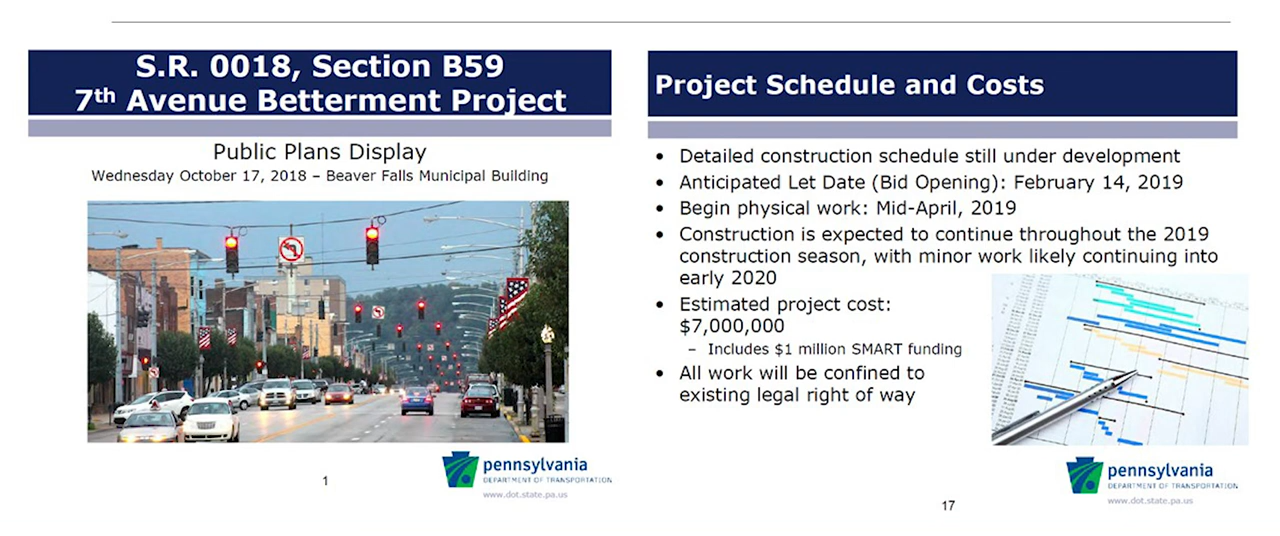 S.R. 0018, Section B59
7th Avenue Betterment Project
Public Plans Display
Wednesday October 17, 2018 – Beaver Falls Municipal Building
1
pennsylvania
DEPARTMENT OF TRANSPORTATION
www.dot.state.pa.us
Project Schedule and Costs
• Detailed construction schedule still under development
• Anticipated Let Date (Bid Opening): February 14, 2019
• Begin physical work: Mid-April, 2019
• Construction is expected to continue throughout the 2019
construction season, with minor work likely continuing into
early 2020
• Estimated project cost:
$7,000,000
– Includes $1 million SMART funding
• All work will be confined to
existing legal right of way
pennsylvania
DEPARTMENT OF TRANSPORTATION
www.dot.state.pa.us
17